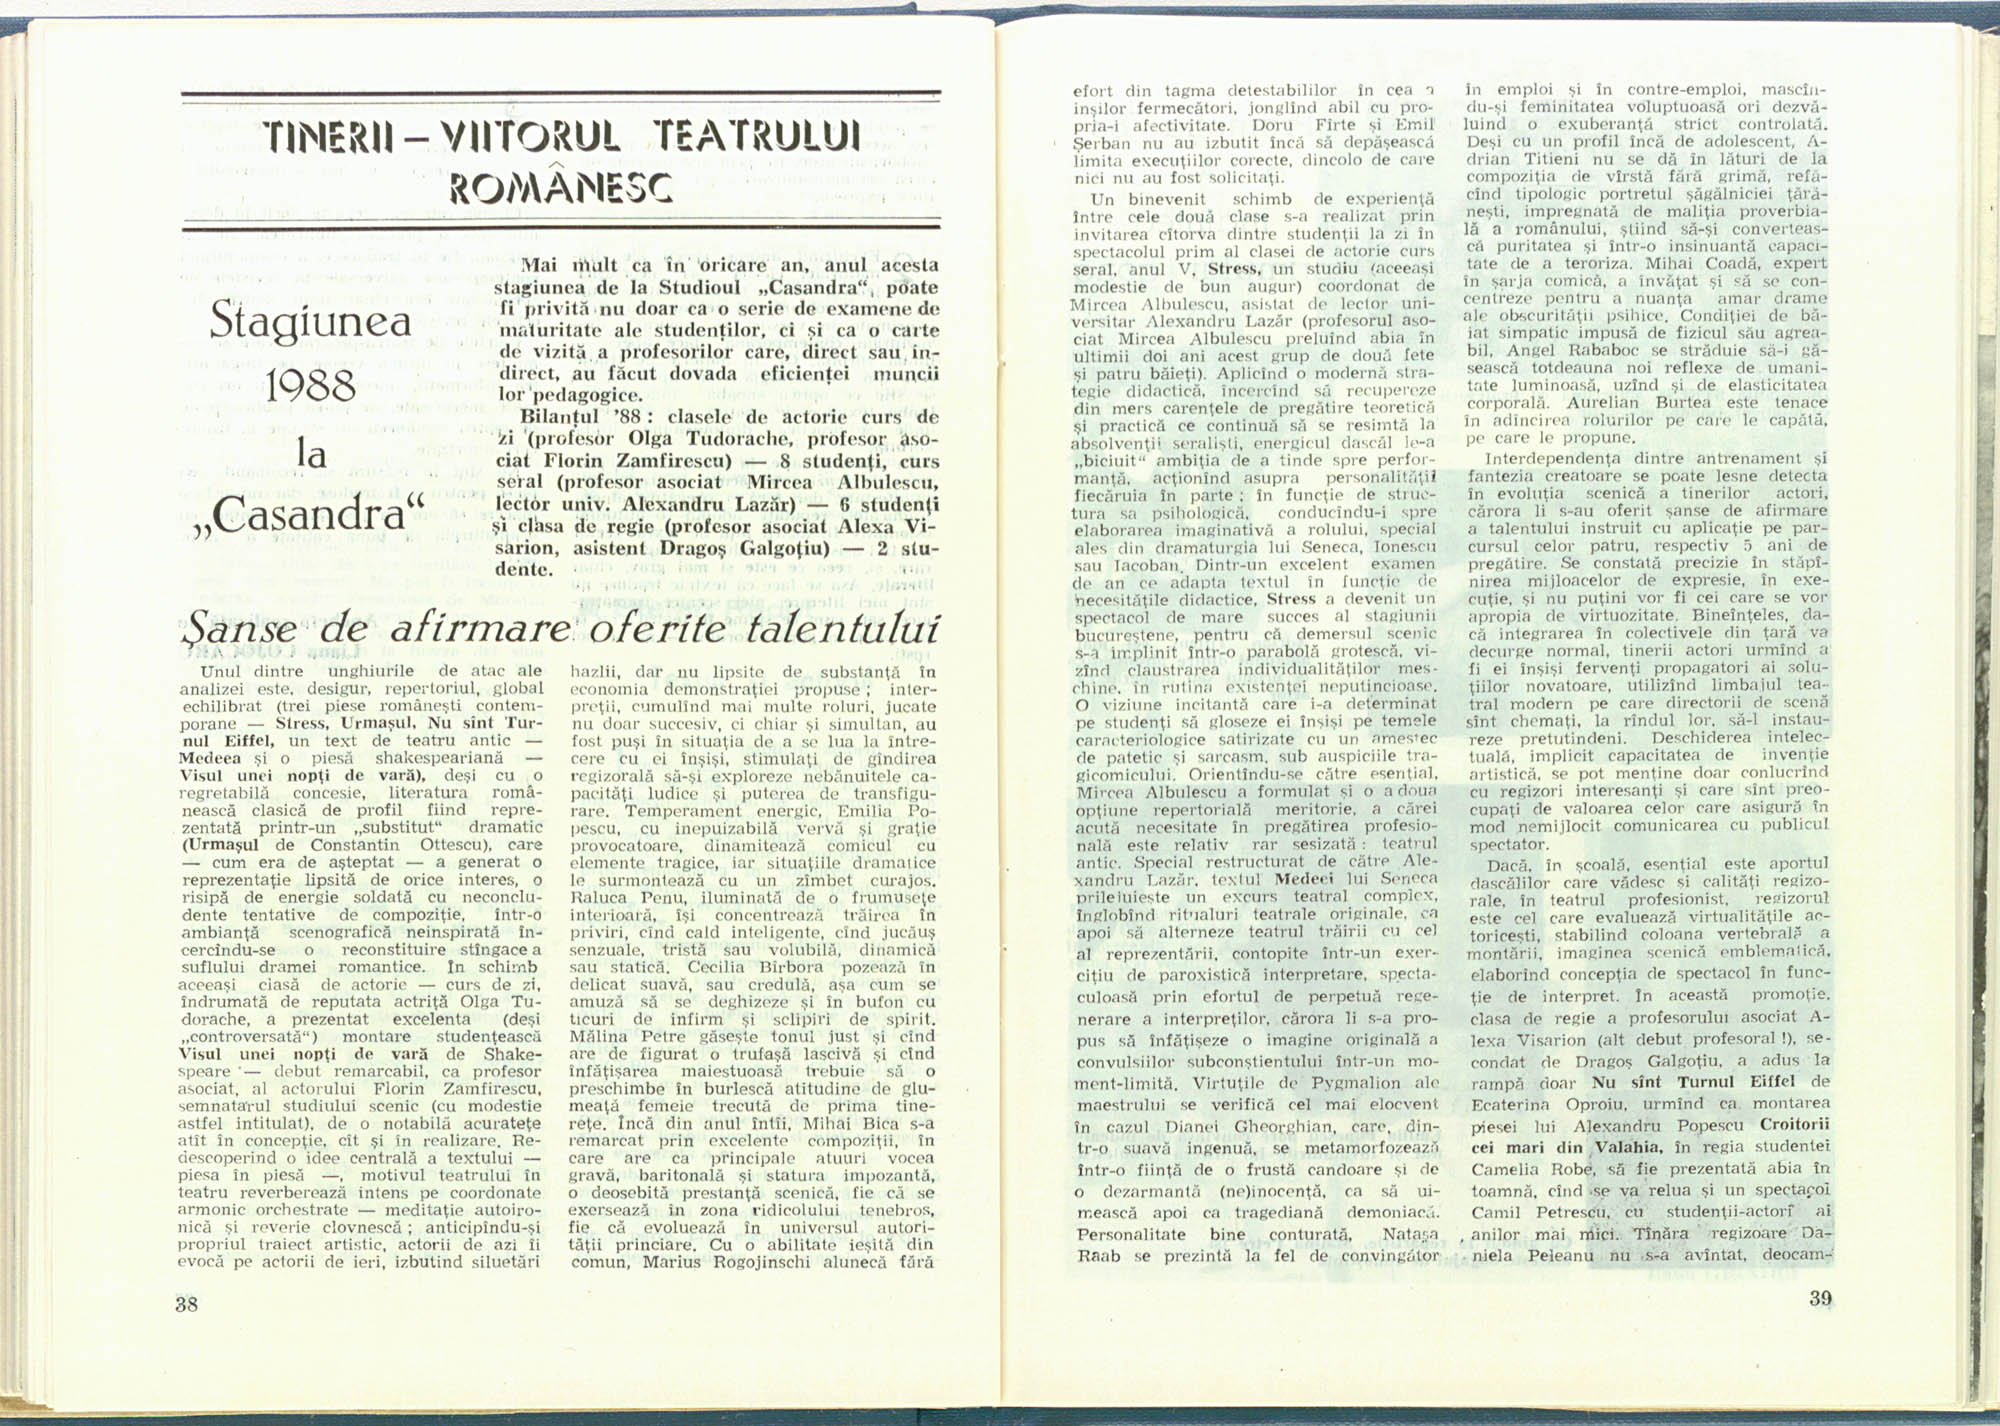 TINERII – VIITORUL TEATRULUI
ROMÂNESC
Stagiunea
1988
la
„Casandra“
Mai mult ca în oricare an, anul acesta
stagiunea de la Studioul „Casandra“, poate
fi privită nu doar ca o serie de examene de
maturitate ale studenților, ci și ca o carte
de vizită a profesorilor care, direct sau in-
direct, au făcut dovada eficienței muncii
lor pedagogice.
Bilanțul ’88 : clasele de actorie curs de
zi (profesor Olga Tudorache, profesor aso-
ciat Florin Zamfirescu) — 8 studenți, curs
seral (profesor asociat Mircea Albulescu,
lector univ. Alexandru Lazăr) — 6 studenți
și clasa de regie (profesor asociat Alexa Vi-
sarion, asistent Dragoș Galgoțiu) — 2 stu-
dente.
Șanse de afirmare oferite talentului
Unul dintre unghiurile de atac ale
analizei este, desigur, repertoriul, global
echilibrat (trei piese românești contem-
porane — Stress, Urmașul, Nu sînt Tur-
nul Eiffel, un text de teatru antic —
Medeea și o piesă shakespeariană —
Visul unei nopți de vară), deși cu o
regretabilă concesie, literatura româ-
nească clasică de profil fiind repre-
zentată printr-un „substitut“ dramatic
(Urmașul de Constantin Ottescu), care
— cum era de așteptat — a generat o
reprezentație lipsită de orice interes, o
risipă de energie soldată cu neconclu-
dente tentative de compoziție, într-o
ambianță scenografică neinspirată în-
cercîndu-se o reconstituire stîngace a
suflului dramei romantice. În schimb
aceeași clasă de actorie — curs de zi,
îndrumată de reputata actriță Olga Tu-
dorache, a prezentat excelenta (deși
„controversată“) montare studențească
Visul unei nopți de vară de Shake-
speare — debut remarcabil, ca profesor
asociat, al actorului Florin Zamfirescu,
semnatarul studiului scenic (cu modestie
astfel intitulat), de o notabilă acuratețe
atît în concepție, cît și în realizare. Re-
descoperind o idee centrală a textului —
piesa în piesă —, motivul teatrului în
teatru reverberează intens pe coordonate
armonic orchestrate — meditație autoiro-
nică și reverie clovnescă ; anticipîndu-și
propriul traiect artistic, actorii de azi îi
evocă pe actorii de ieri, izbutind siluetări
hazlii, dar nu lipsite de substanță în
economia demonstrației propuse ; inter-
preții, cumulînd mai multe roluri, jucate
nu doar succesiv, ci chiar și simultan, au
fost puși în situația de a se lua la între-
cere cu ei înșiși, stimulați de gîndirea
regizorală să-și exploreze nebănuitele ca-
pacități ludice și puterea de transfigu-
rare. Temperament energic, Emilia Po-
pescu, cu inepuizabilă vervă și grație
provocatoare, dinamitează comicul cu
elemente tragice, iar situațiile dramatice
le surmontează cu un zîmbet curajos.
Raluca Penu, iluminată de o frumusețe
interioară, își concentrează trăirea în
priviri, cînd cald inteligente, cînd jucăuș
senzuale, tristă sau volubilă, dinamică
sau statică. Cecilia Bîrbora pozează în
delicat suavă, sau credulă, așa cum se
amuză să se deghizeze și în bufon cu
ticuri de infirm și sclipiri de spirit.
Mălina Petre găsește tonul just și cînd
are de figurat o trufașă lascivă și cînd
înfățișarea maiestuoasă trebuie să o
preschimbe în burlescă atitudine de glu-
meață femeie trecută de prima tine-
rețe. Încă din anul întîi, Mihai Bica s-a
remarcat prin excelente compoziții, în
care are ca principale atuuri vocea
gravă, baritonală și statura impozantă,
o deosebită prestanță scenică, fie că se
exersează în zona ridicolului tenebros,
fie că evoluează în universul autori-
tății princiare. Cu o abilitate ieșită din
comun, Marius Rogojinschi alunecă fără
38
efort din tagma detestabililor în cea a
inșilor fermecători, jonglînd abil cu pro-
pria-i afectivitate. Doru Fîrte și Emil
Șerban nu au izbutit încă să depășească
limita execuțiilor corecte, dincolo de care
nici nu au fost solicitați.
Un binevenit schimb de experiență
între cele două clase s-a realizat prin
invitarea cîtorva dintre studenții la zi în
spectacolul prim al clasei de actorie curs
seral, anul V, Stress, un studiu (aceeași
modestie de bun augur) coordonat de
Mircea Albulescu, asistat de lector uni-
versitar Alexandru Lazăr (profesorul aso-
ciat Mircea Albulescu preluînd abia în
ultimii doi ani acest grup de două fete
și patru băieți). Aplicînd o modernă stra-
tegie didactică, încercînd să recupereze
din mers carențele de pregătire teoretică
și practică ce continuă să se resimtă la
absolvenții seraliști, energicul dascăl le-a
„biciuit“ ambiția de a tinde spre perfor-
manță, acționînd asupra personalității
fiecăruia în parte ; în funcție de struc-
tura sa psihologică, conducîndu-i spre
elaborarea imaginativă a rolului, special
ales din dramaturgia lui Seneca, Ionescu
sau Iacoban. Dintr-un excelent examen
de an ce adapta textul în funcție de
necesitățile didactice, Stress a devenit un
spectacol de mare succes al stagiunii
bucureștene, pentru că demersul scenic
s-a împlinit într-o parabolă grotescă, vi-
zînd claustrarea individualităților mes-
chine, în rutina existenței neputincioase.
O viziune incitantă care i-a determinat
pe studenți să gloseze ei înșiși pe temele
caracteriologice satirizate cu un amestec
de patetic și sarcasm, sub auspiciile tra-
gicomicului. Orientîndu-se către esențial,
Mircea Albulescu a formulat și o a doua
opțiune repertorială meritorie, a cărei
acută necesitate în pregătirea profesio-
nală este relativ rar sesizată : teatrul
antic. Special restructurat de către Ale-
xandru Lazăr, textul Medeei lui Seneca
prilejuiește un excurs teatral complex,
înglobînd ritualuri teatrale originale, ca
apoi să alterneze teatrul trăirii cu cel
al reprezentării, contopite într-un exer-
cițiu de paroxistică interpretare, specta-
culoasă prin efortul de perpetuă rege-
nerare a interpreților, cărora li s-a pro-
pus să înfățișeze o imagine originală a
convulsiilor subconștientului într-un mo-
ment-limită. Virtuțile de Pygmalion ale
maestrului se verifică cel mai elocvent
în cazul Dianei Gheorghian, care, din-
tr-o suavă ingenuă, se metamorfozează
într-o ființă de o frustă candoare și de
o dezarmantă (ne)inocență, ca să ui-
mească apoi ca tragediană demoniacă.
Personalitate bine conturată, Natașa
Raab se prezintă la fel de convingător
în emploi și în contre-emploi, mascîn-
du-și feminitatea voluptuoasă ori dezvă-
luind o exuberanță strict controlată.
Deși cu un profil încă de adolescent, A-
drian Titieni nu se dă în lături de la
compoziția de vîrstă fără grimă, refă-
cînd tipologic portretul șăgălniciei țără-
nești, impregnată de maliția proverbia-
lă a românului, știind să-și converteas-
că puritatea și într-o insinuantă capaci-
tate de a teroriza. Mihai Coadă, expert
în șarja comică, a învățat și să se con-
centreze pentru a nuanța amar drame
ale obscurității psihice. Condiției de bă-
iat simpatic impusă de fizicul său agrea-
bil, Angel Rababoc se străduie să-i gă-
sească totdeauna noi reflexe de umani-
tate luminoasă, uzînd și de elasticitatea
corporală. Aurelian Burtea este tenace
în adîncirea rolurilor pe care le capătă,
pe care le propune.
Interdependența dintre antrenament și
fantezia creatoare se poate lesne detecta
în evoluția scenică a tinerilor actori,
cărora li s-au oferit șanse de afirmare
a talentului instruit cu aplicație pe par-
cursul celor patru, respectiv 5 ani de
pregătire. Se constată precizie în stăpî-
nirea mijloacelor de expresie, în exe-
cuție, și nu puțini vor fi cei care se vor
apropia de virtuozitate. Bineînțeles, da-
că integrarea în colectivele din țară va
decurge normal, tinerii actori urmînd a
fi ei înșiși fervenți propagatori ai solu-
țiilor novatoare, utilizînd limbajul tea-
tral modern pe care directorii de scenă
sînt chemați, la rîndul lor, să-l instau-
reze pretutindeni. Deschiderea intelec-
tuală, implicit capacitatea de invenție
artistică, se pot menține doar conlucrînd
cu regizori interesanți și care sînt preo-
cupați de valoarea celor care asigură în
mod nemijlocit comunicarea cu publicul
spectator.
Dacă, în școală, esențial este aportul
dascălilor care vădesc și calități regizo-
rale, în teatrul profesionist, regizorul
este cel care evaluează virtualitățile ac-
toricești, stabilind coloana vertebrală a
montării, imaginea scenică emblematică,
elaborînd concepția de spectacol în func-
ție de interpret. În această promoție,
clasa de regie a profesorului asociat A-
lexa Visarion (alt debut profesoral !), se-
condat de Dragoș Galgoțiu, a adus la
rampă doar Nu sînt Turnul Eiffel de
Ecaterina Oproiu, urmînd ca montarea
piesei lui Alexandru Popescu Croitorii
cei mari din Valahia, în regia studentei
Camelia Robe, să fie prezentată abia în
toamnă, cînd se va relua și un spectacol
Camil Petrescu, cu studenții-actori ai
anilor mai mici. Tînăra regizoare Da-
niela Peleanu nu s-a avîntat, deocam-
39